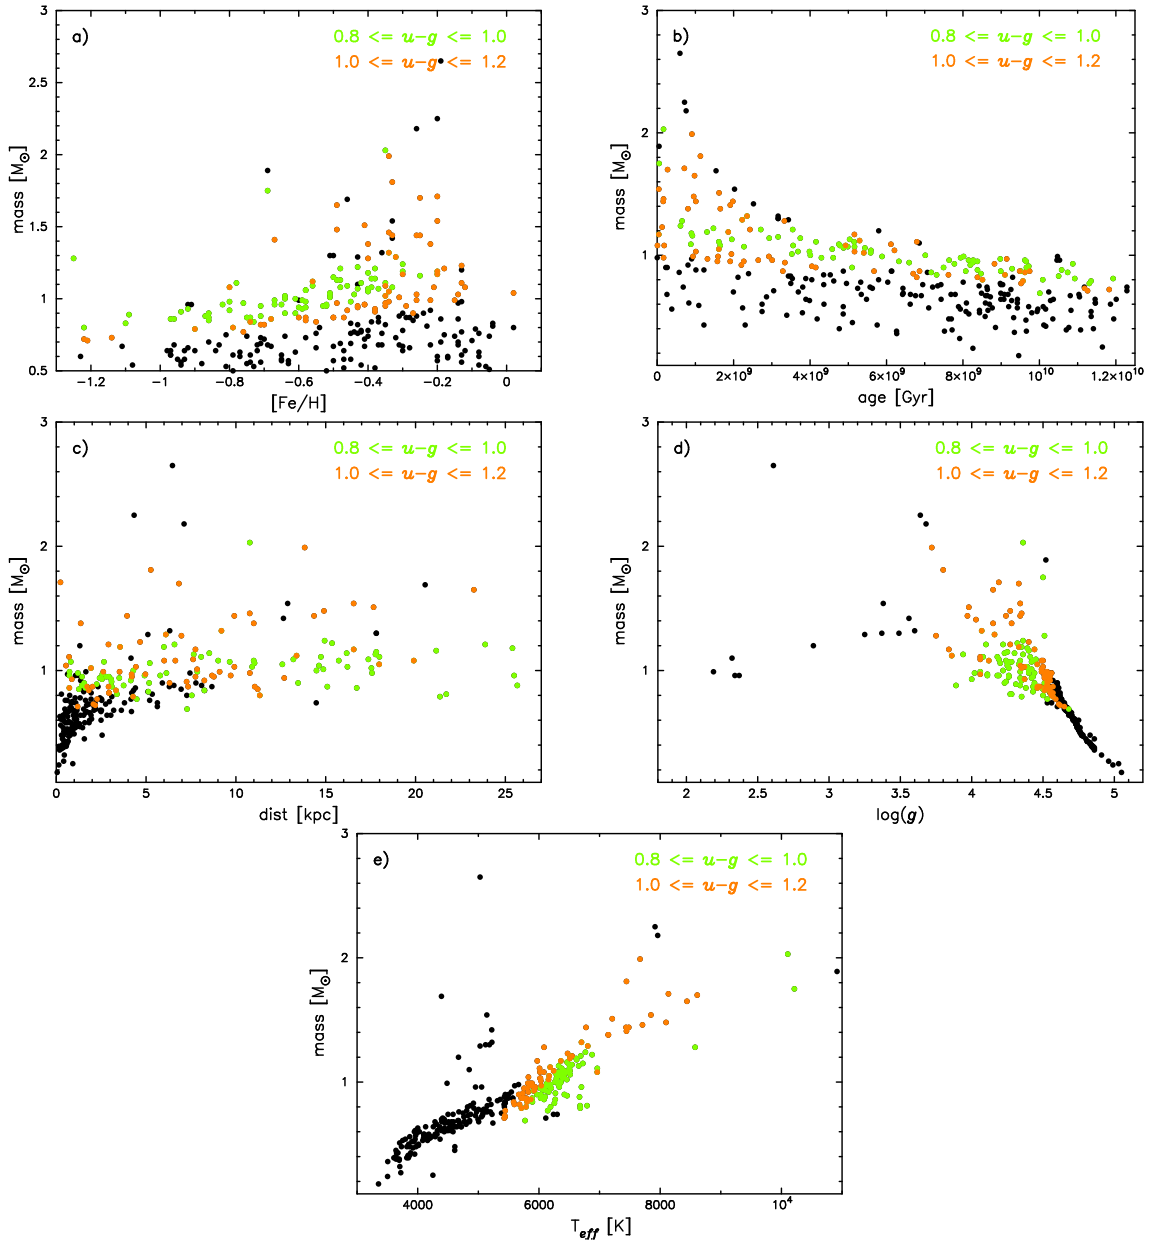 a)
0.8 <= u-g <= 1.0
1.0 <= u-g <= 1.2
3
2.5
2
1.5
1
0.5
mass [M⊙]
−1.2 −1 −0.8 −0.6 −0.4 −0.2 0
[Fe/H]
b)
0.8 <= u-g <= 1.0
1.0 <= u-g <= 1.2
3
2
1
mass [M⊙]
0 2×10⁹ 4×10⁹ 6×10⁹ 8×10⁹ 10¹⁰ 1.2×10¹⁰
age [Gyr]
c)
0.8 <= u-g <= 1.0
1.0 <= u-g <= 1.2
3
2
1
mass [M⊙]
0 5 10 15 20 25
dist [kpc]
d)
0.8 <= u-g <= 1.0
1.0 <= u-g <= 1.2
3
2
1
mass [M⊙]
2 2.5 3 3.5 4 4.5 5
log(g)
e)
0.8 <= u-g <= 1.0
1.0 <= u-g <= 1.2
3
2
1
mass [M⊙]
4000 6000 8000 10⁴
T_eff [K]